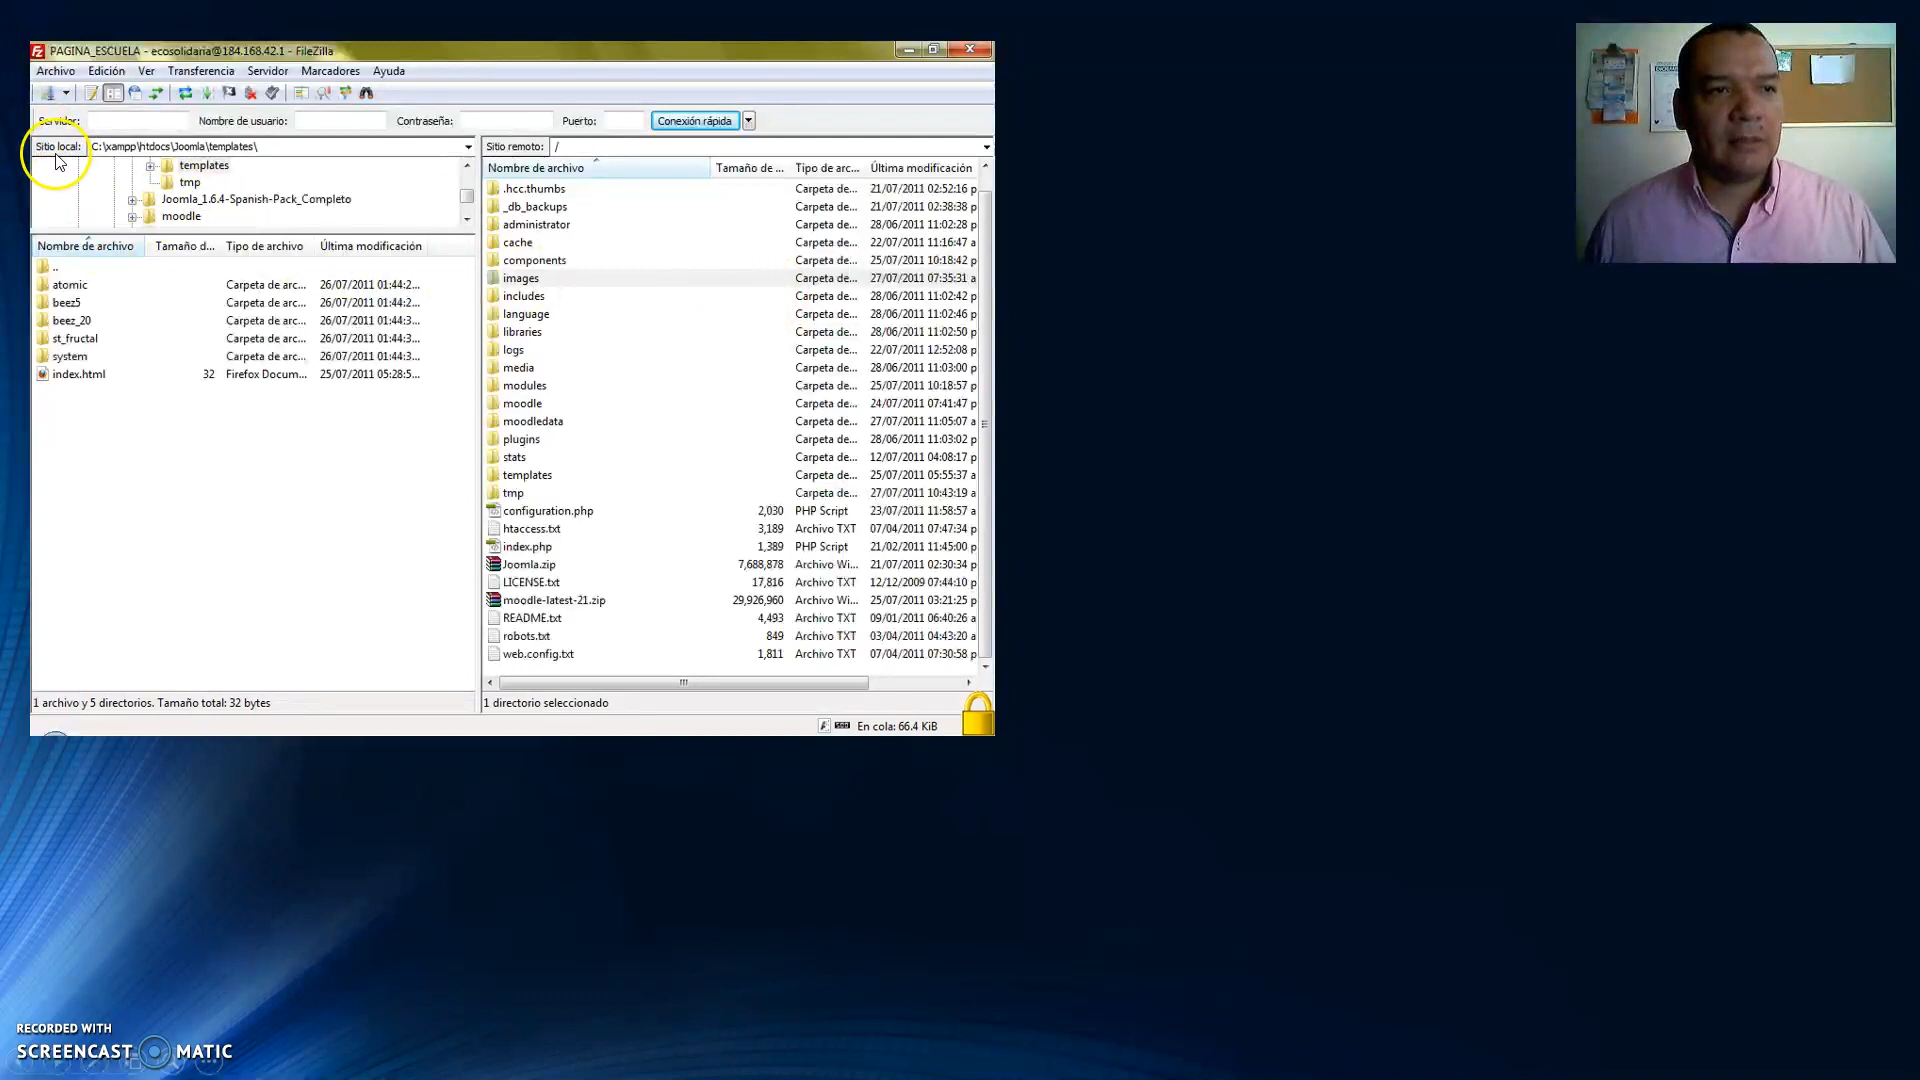 PAGINA_ESCUELA - ecosolidaria@184.168.42.1 - FileZilla
Archivo Edición Ver Transferencia Servidor Marcadores Ayuda
Servidor: Nombre de usuario: Contraseña: Puerto: Conexión rápida
Sitio local: C:\xampp\htdocs\Joomla\templates\
templates
tmp
Joomla_1.6.4-Spanish-Pack_Completo
moodle
Nombre de archivo Tamaño d... Tipo de archivo Última modificación
..
atomic Carpeta de arc... 26/07/2011 01:44:2...
beez5 Carpeta de arc... 26/07/2011 01:44:2...
beez_20 Carpeta de arc... 26/07/2011 01:44:3...
st_fructal Carpeta de arc... 26/07/2011 01:44:3...
system Carpeta de arc... 26/07/2011 01:44:3...
index.html 32 Firefox Docum... 25/07/2011 05:28:5...
1 archivo y 5 directorios. Tamaño total: 32 bytes
Sitio remoto: /
Nombre de archivo Tamaño de ... Tipo de arc... Última modificación
.hcc.thumbs Carpeta de... 21/07/2011 02:52:16 p
_db_backups Carpeta de... 21/07/2011 02:38:38 p
administrator Carpeta de... 28/06/2011 11:02:28 p
cache Carpeta de... 22/07/2011 11:16:47 a
components Carpeta de... 25/07/2011 10:18:42 p
images Carpeta de... 27/07/2011 07:35:31 a
includes Carpeta de... 28/06/2011 11:02:42 p
language Carpeta de... 28/06/2011 11:02:46 p
libraries Carpeta de... 28/06/2011 11:02:50 p
logs Carpeta de... 22/07/2011 12:52:08 p
media Carpeta de... 28/06/2011 11:03:00 p
modules Carpeta de... 25/07/2011 10:18:57 p
moodle Carpeta de... 24/07/2011 07:41:47 p
moodledata Carpeta de... 27/07/2011 11:05:07 a
plugins Carpeta de... 28/06/2011 11:03:02 p
stats Carpeta de... 12/07/2011 04:08:17 p
templates Carpeta de... 25/07/2011 05:55:37 a
tmp Carpeta de... 27/07/2011 10:43:19 a
configuration.php 2,030 PHP Script 23/07/2011 11:58:57 a
htaccess.txt 3,189 Archivo TXT 07/04/2011 07:47:34 p
index.php 1,389 PHP Script 21/02/2011 11:45:00 p
Joomla.zip 7,688,878 Archivo Wi... 21/07/2011 02:30:34 p
LICENSE.txt 17,816 Archivo TXT 12/12/2009 07:44:10 p
moodle-latest-21.zip 29,926,960 Archivo Wi... 25/07/2011 03:21:25 p
README.txt 4,493 Archivo TXT 09/01/2011 06:40:26 a
robots.txt 849 Archivo TXT 03/04/2011 04:43:20 a
web.config.txt 1,811 Archivo TXT 07/04/2011 07:30:58 p
1 directorio seleccionado
En cola: 66.4 KiB
RECORDED WITH
SCREENCAST MATIC